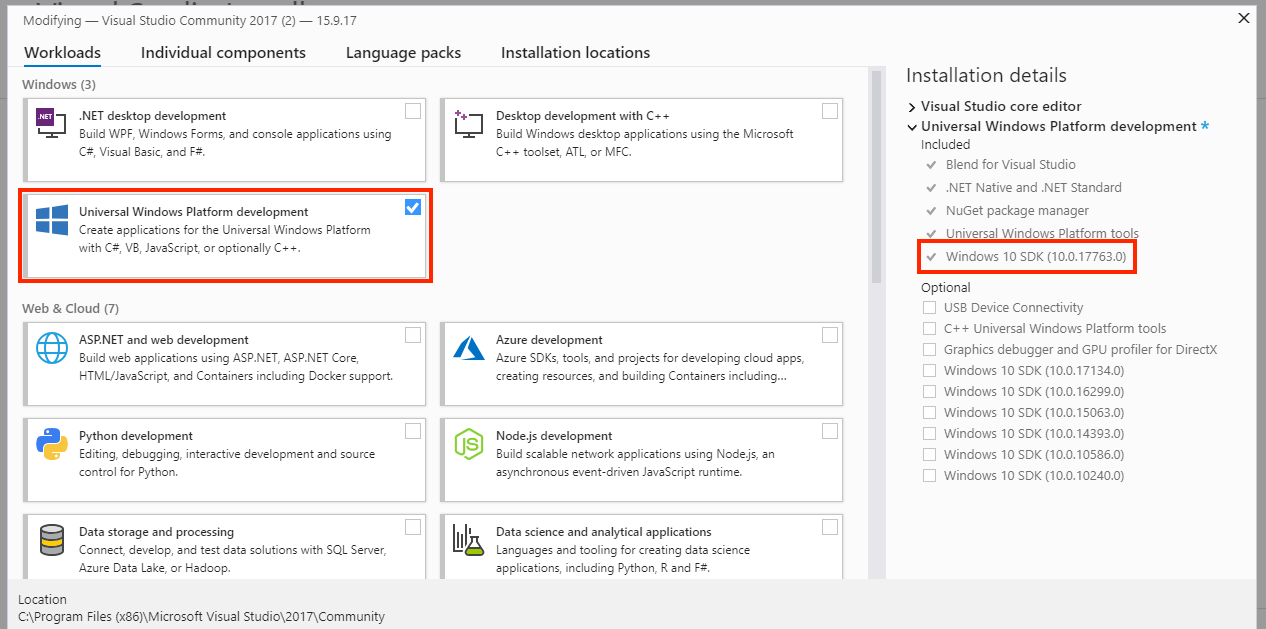 Modifying — Visual Studio Community 2017 (2) — 15.9.17
Workloads
Individual components
Language packs
Installation locations
Windows (3)
.NET
.NET desktop development
Build WPF, Windows Forms, and console applications using
C#, Visual Basic, and F#.
Desktop development with C++
Build Windows desktop applications using the Microsoft
C++ toolset, ATL, or MFC.
Universal Windows Platform development
Create applications for the Universal Windows Platform
with C#, VB, JavaScript, or optionally C++.
Web & Cloud (7)
ASP.NET and web development
Build web applications using ASP.NET, ASP.NET Core,
HTML/JavaScript, and Containers including Docker support.
Azure development
Azure SDKs, tools, and projects for developing cloud apps,
creating resources, and building Containers including...
Python development
Editing, debugging, interactive development and source
control for Python.
JS
Node.js development
Build scalable network applications using Node.js, an
asynchronous event-driven JavaScript runtime.
Data storage and processing
Connect, develop, and test data solutions with SQL Server,
Azure Data Lake, or Hadoop.
Data science and analytical applications
Languages and tooling for creating data science
applications, including Python, R and F#.
Installation details
Visual Studio core editor
Universal Windows Platform development *
Included
Blend for Visual Studio
.NET Native and .NET Standard
NuGet package manager
Universal Windows Platform tools
Windows 10 SDK (10.0.17763.0)
Optional
USB Device Connectivity
C++ Universal Windows Platform tools
Graphics debugger and GPU profiler for DirectX
Windows 10 SDK (10.0.17134.0)
Windows 10 SDK (10.0.16299.0)
Windows 10 SDK (10.0.15063.0)
Windows 10 SDK (10.0.14393.0)
Windows 10 SDK (10.0.10586.0)
Windows 10 SDK (10.0.10240.0)
Location
C:\Program Files (x86)\Microsoft Visual Studio\2017\Community